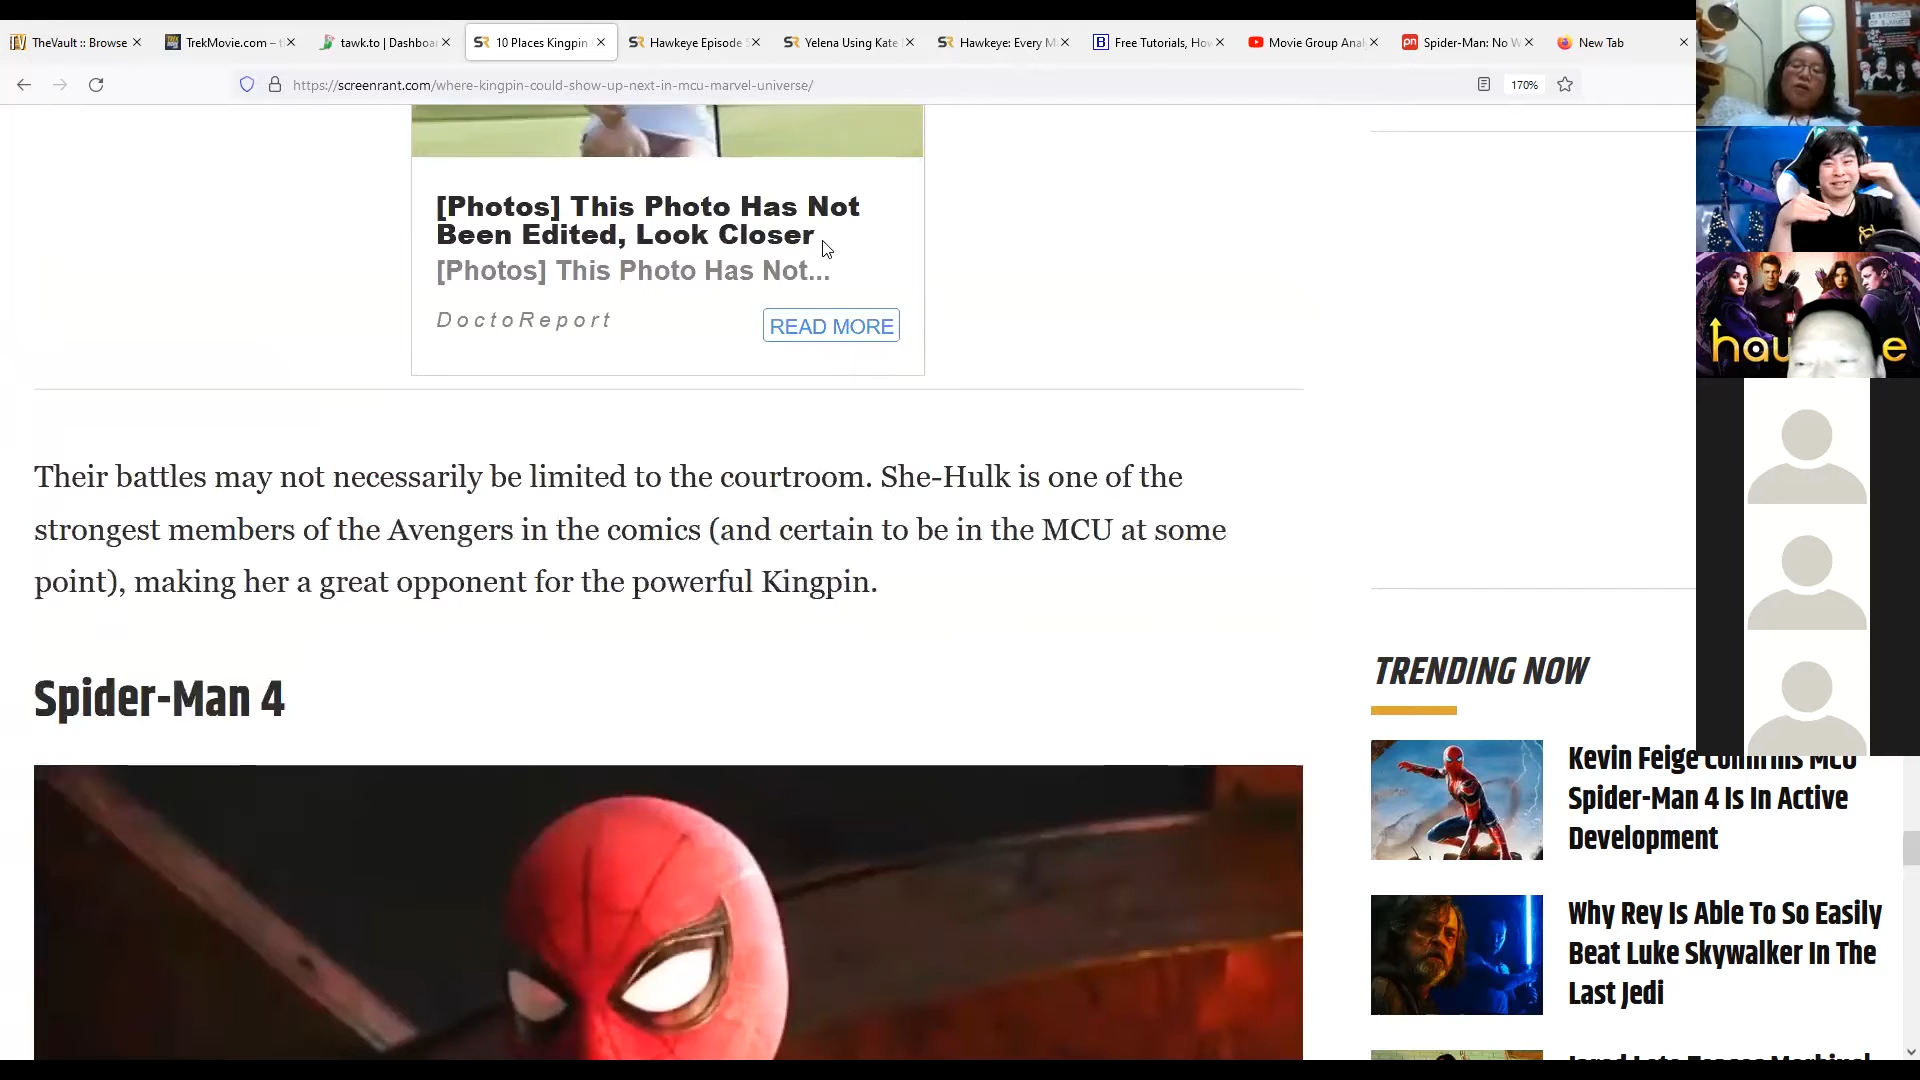 TheVault :: Browse
TrekMovie.com – t
tawk.to | Dashboa
10 Places Kingpin
Hawkeye Episode
Yelena Using Kate
Hawkeye: Every M
Free Tutorials, Ho
Movie Group Anal
Spider-Man: No W
New Tab
https://screenrant.com/where-kingpin-could-show-up-next-in-mcu-marvel-universe/
170%
[Photos] This Photo Has Not
Been Edited, Look Closer
[Photos] This Photo Has Not...
DoctoReport
READ MORE
Their battles may not necessarily be limited to the courtroom. She-Hulk is one of the
strongest members of the Avengers in the comics (and certain to be in the MCU at some
point), making her a great opponent for the powerful Kingpin.
Spider-Man 4
TRENDING NOW
Kevin Feige Confirms MCU
Spider-Man 4 Is In Active
Development
Why Rey Is Able To So Easily
Beat Luke Skywalker In The
Last Jedi